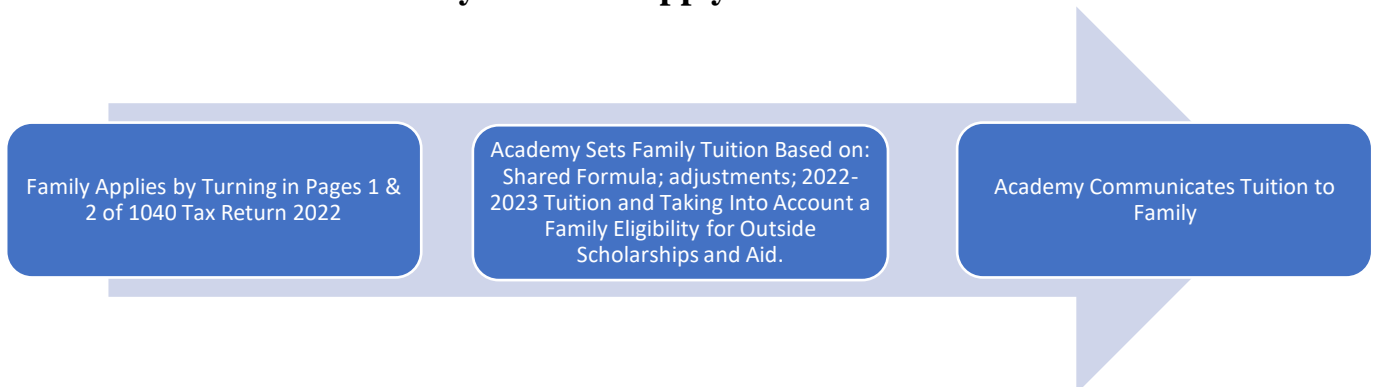 Family Applies by Turning in Pages 1 &
2 of 1040 Tax Return 2022
Academy Sets Family Tuition Based on:
Shared Formula; adjustments; 2022-
2023 Tuition and Taking Into Account a
Family Eligibility for Outside
Scholarships and Aid.
Academy Communicates Tuition to
Family